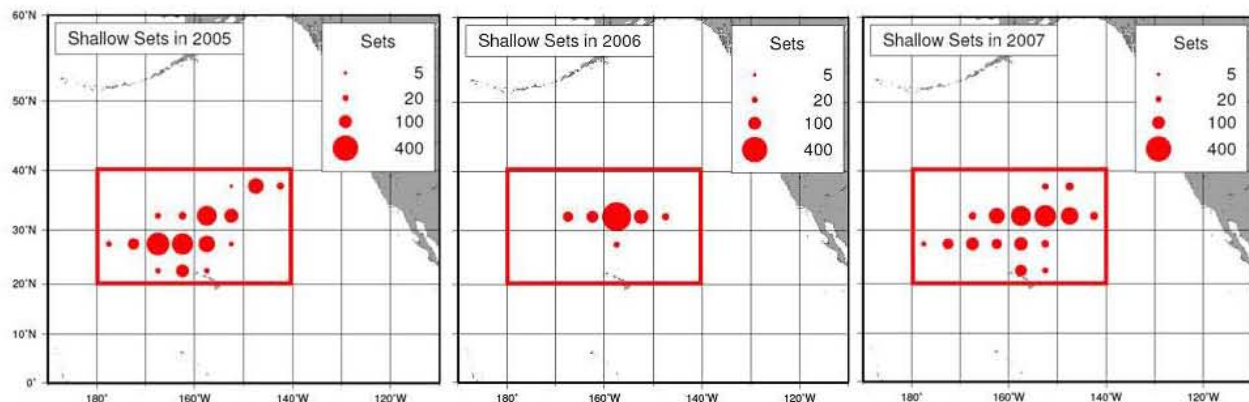 60˚N
50˚N
40˚N
30˚N
20˚N
10˚N
0˚
Shallow Sets in 2005
Sets
5
20
100
400
180˚
160˚W
140˚W
120˚W
Shallow Sets in 2006
Sets
5
20
100
400
180˚
160˚W
140˚W
120˚W
Shallow Sets in 2007
Sets
5
20
100
400
180˚
160˚W
140˚W
120˚W